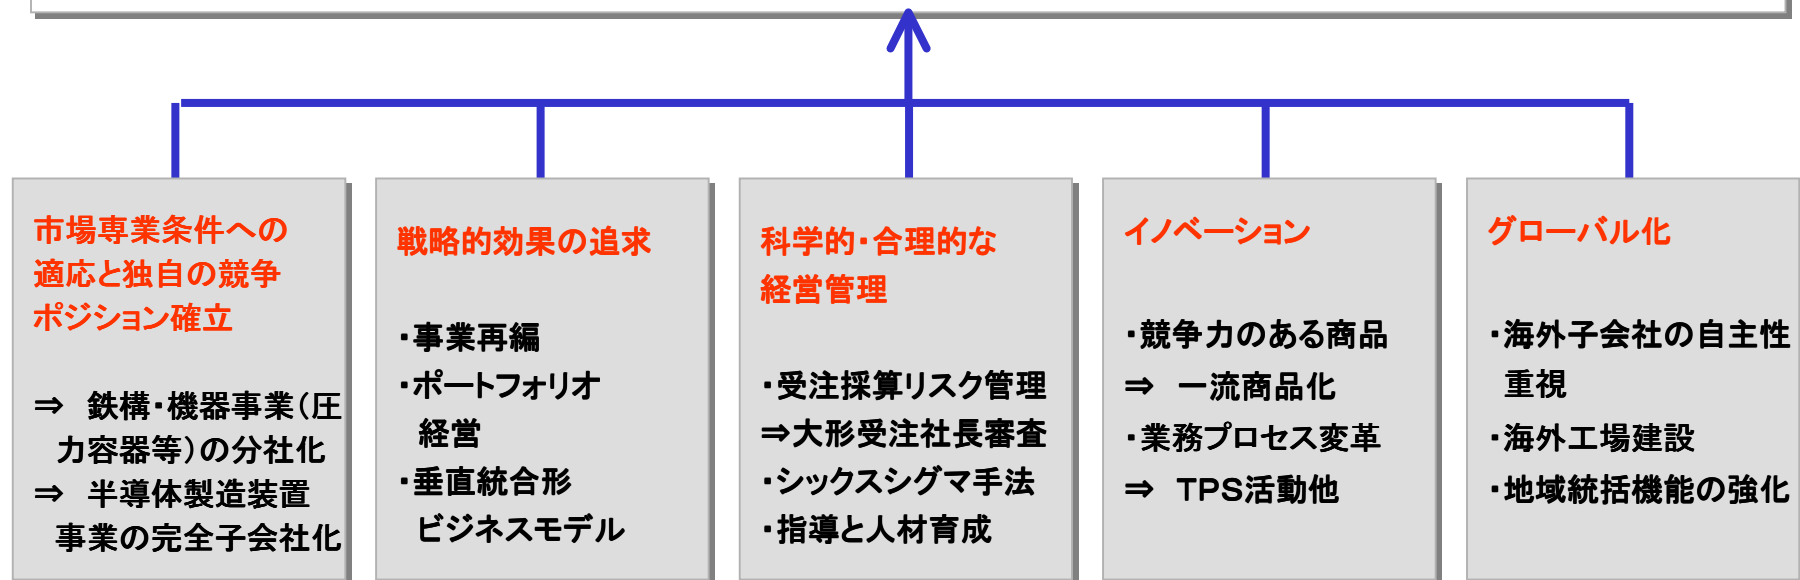 市場専業条件への
適応と独自の競争
ポジション確立
⇒ 鉄構・機器事業（圧
力容器等）の分社化
⇒ 半導体製造装置
事業の完全子会社化
戦略的効果の追求
・事業再編
・ポートフォリオ
経営
・垂直統合形
ビジネスモデル
科学的・合理的な
経営管理
・受注採算リスク管理
⇒大形受注社長審査
・シックスシグマ手法
・指導と人材育成
イノベーション
・競争力のある商品
⇒ 一流商品化
・業務プロセス変革
⇒ TPS活動他
グローバル化
・海外子会社の自主性
重視
・海外工場建設
・地域統括機能の強化